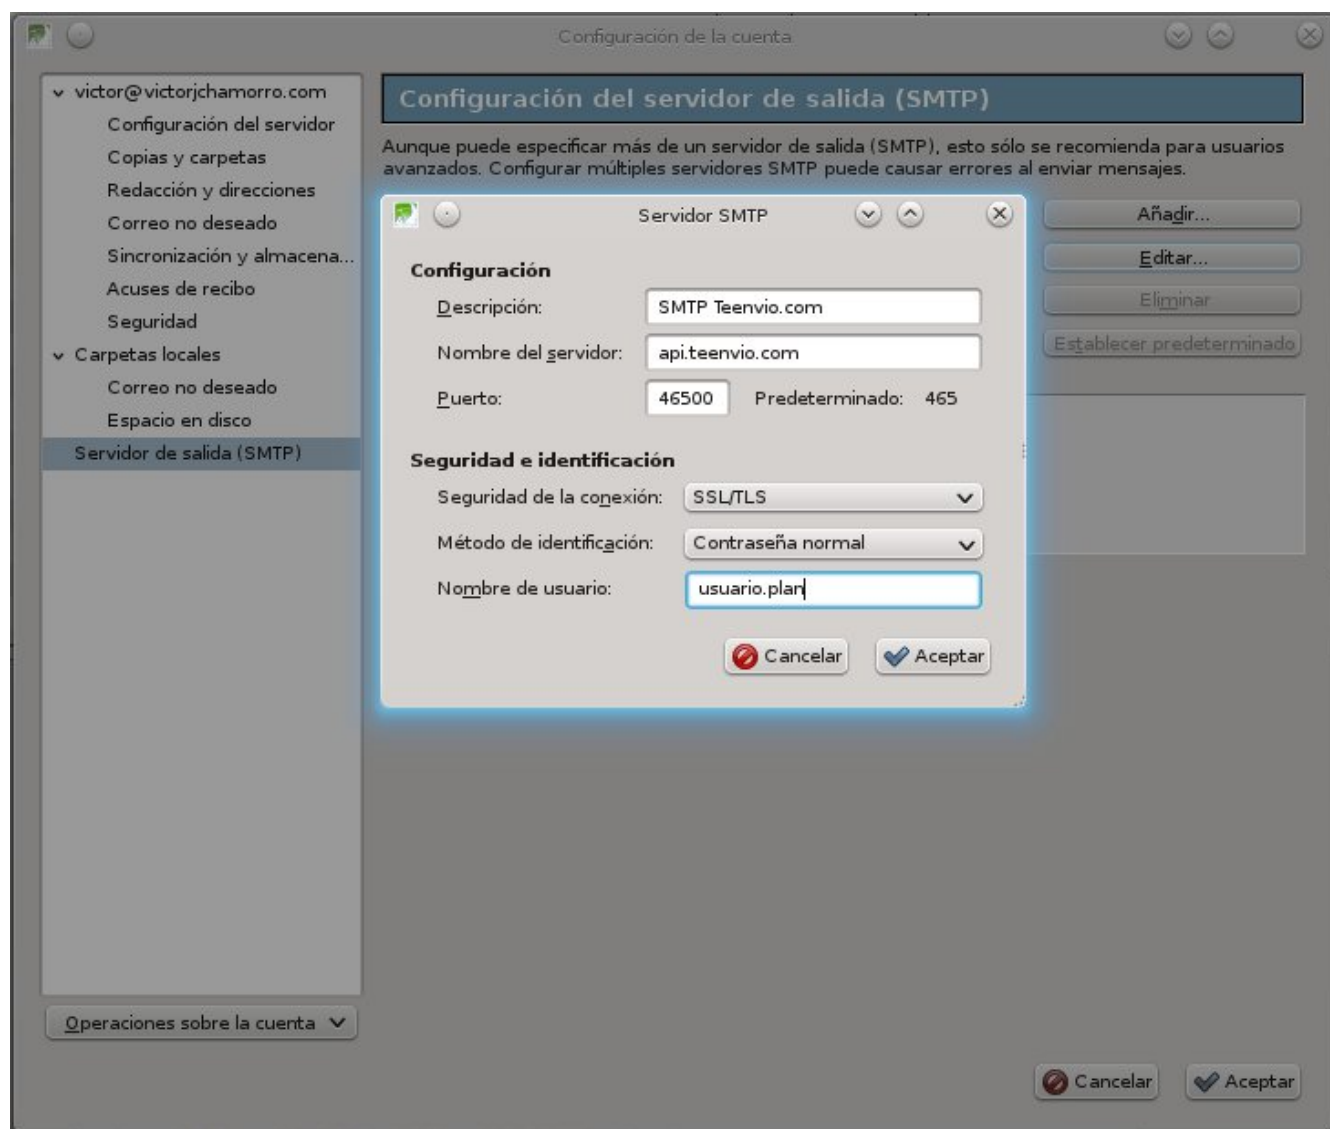 Configuración de la cuenta
victor@victorjchamorro.com
Configuración del servidor
Copias y carpetas
Redacción y direcciones
Correo no deseado
Sincronización y almacena...
Acuses de recibo
Seguridad
Carpetas locales
Correo no deseado
Espacio en disco
Servidor de salida (SMTP)
Operaciones sobre la cuenta
Configuración del servidor de salida (SMTP)
Aunque puede especificar más de un servidor de salida (SMTP), esto sólo se recomienda para usuarios
avanzados. Configurar múltiples servidores SMTP puede causar errores al enviar mensajes.
Añadir...
Editar...
Eliminar
Establecer predeterminado
Servidor SMTP
Configuración
Descripción: SMTP Teenvio.com
Nombre del servidor: api.teenvio.com
Puerto: 46500 Predeterminado: 465
Seguridad e identificación
Seguridad de la conexión: SSL/TLS
Método de identificación: Contraseña normal
Nombre de usuario: usuario.plan
Cancelar Aceptar
Cancelar Aceptar